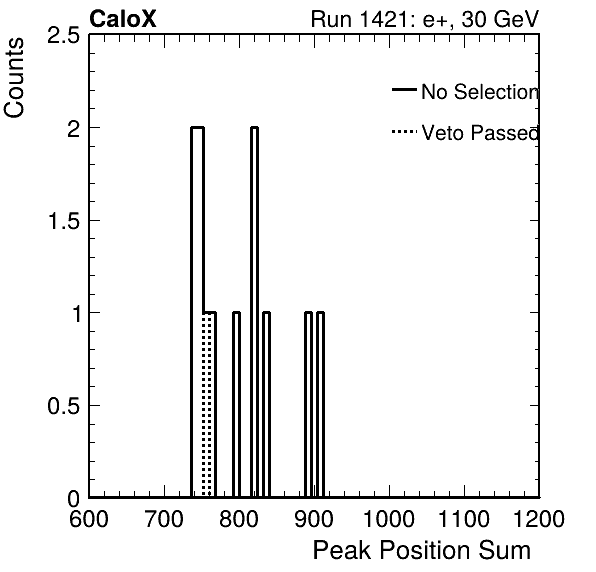 CaloX Run 1421: e+, 30 GeV
Counts
2.5
2
1.5
1
0.5
0
No Selection
Veto Passed
600 700 800 900 1000 1100 1200
Peak Position Sum